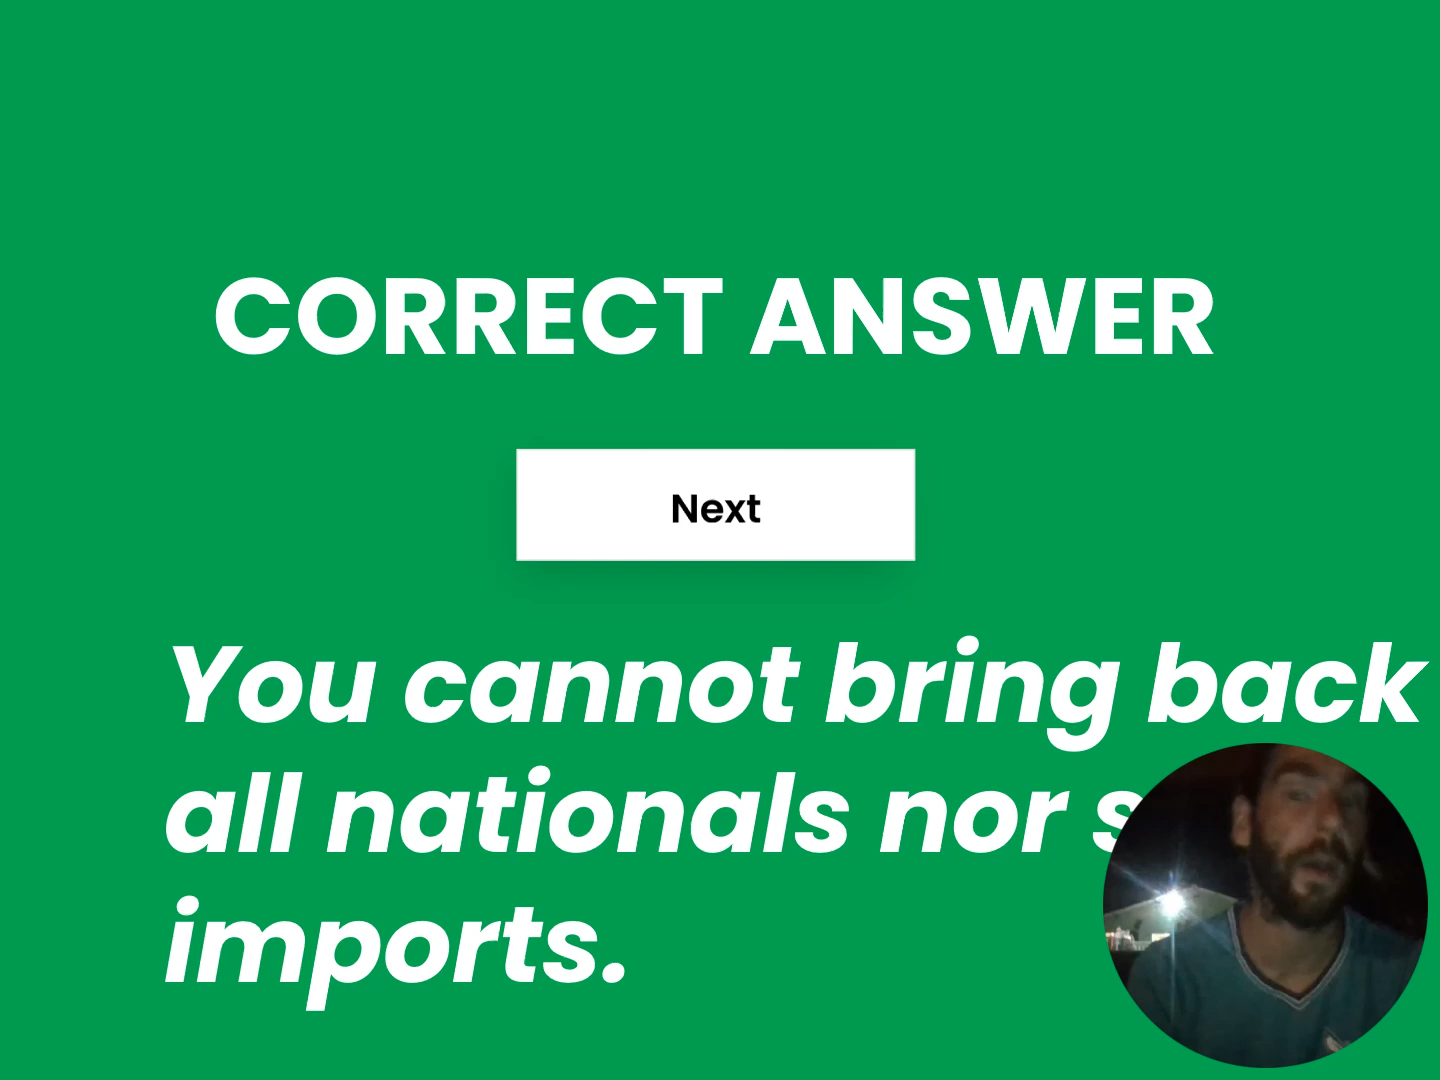 CORRECT ANSWER
Next
You cannot bring back
all nationals nor
imports.